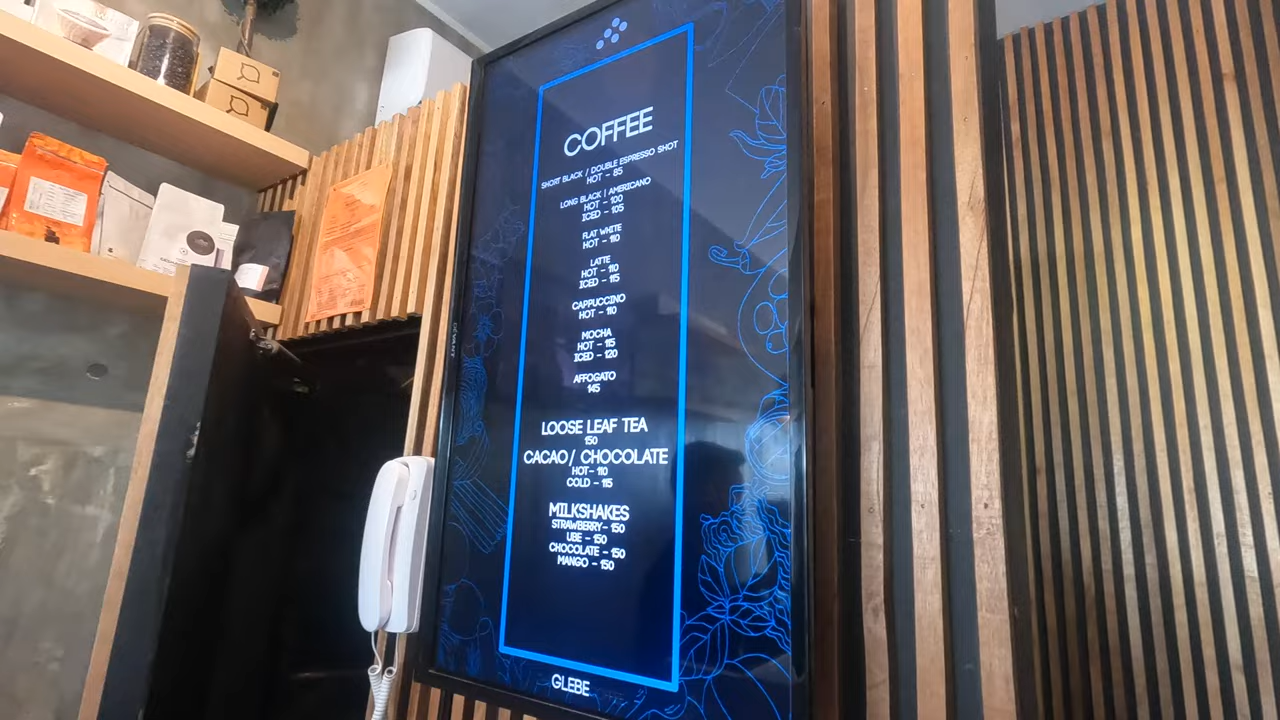 COFFEE
SHORT BLACK / DOUBLE ESPRESSO SHOT
HOT - 85
LONG BLACK | AMERICANO
HOT - 100
ICED - 105
FLAT WHITE
HOT - 110
LATTE
HOT - 110
ICED - 115
CAPPUCCINO
HOT - 110
MOCHA
HOT - 115
ICED - 120
AFFOGATO
145
LOOSE LEAF TEA
150
CACAO/ CHOCOLATE
HOT- 110
COLD - 115
MILKSHAKES
STRAWBERRY- 150
UBE - 150
CHOCOLATE - 150
MANGO - 150
GLEBE
DEVANT